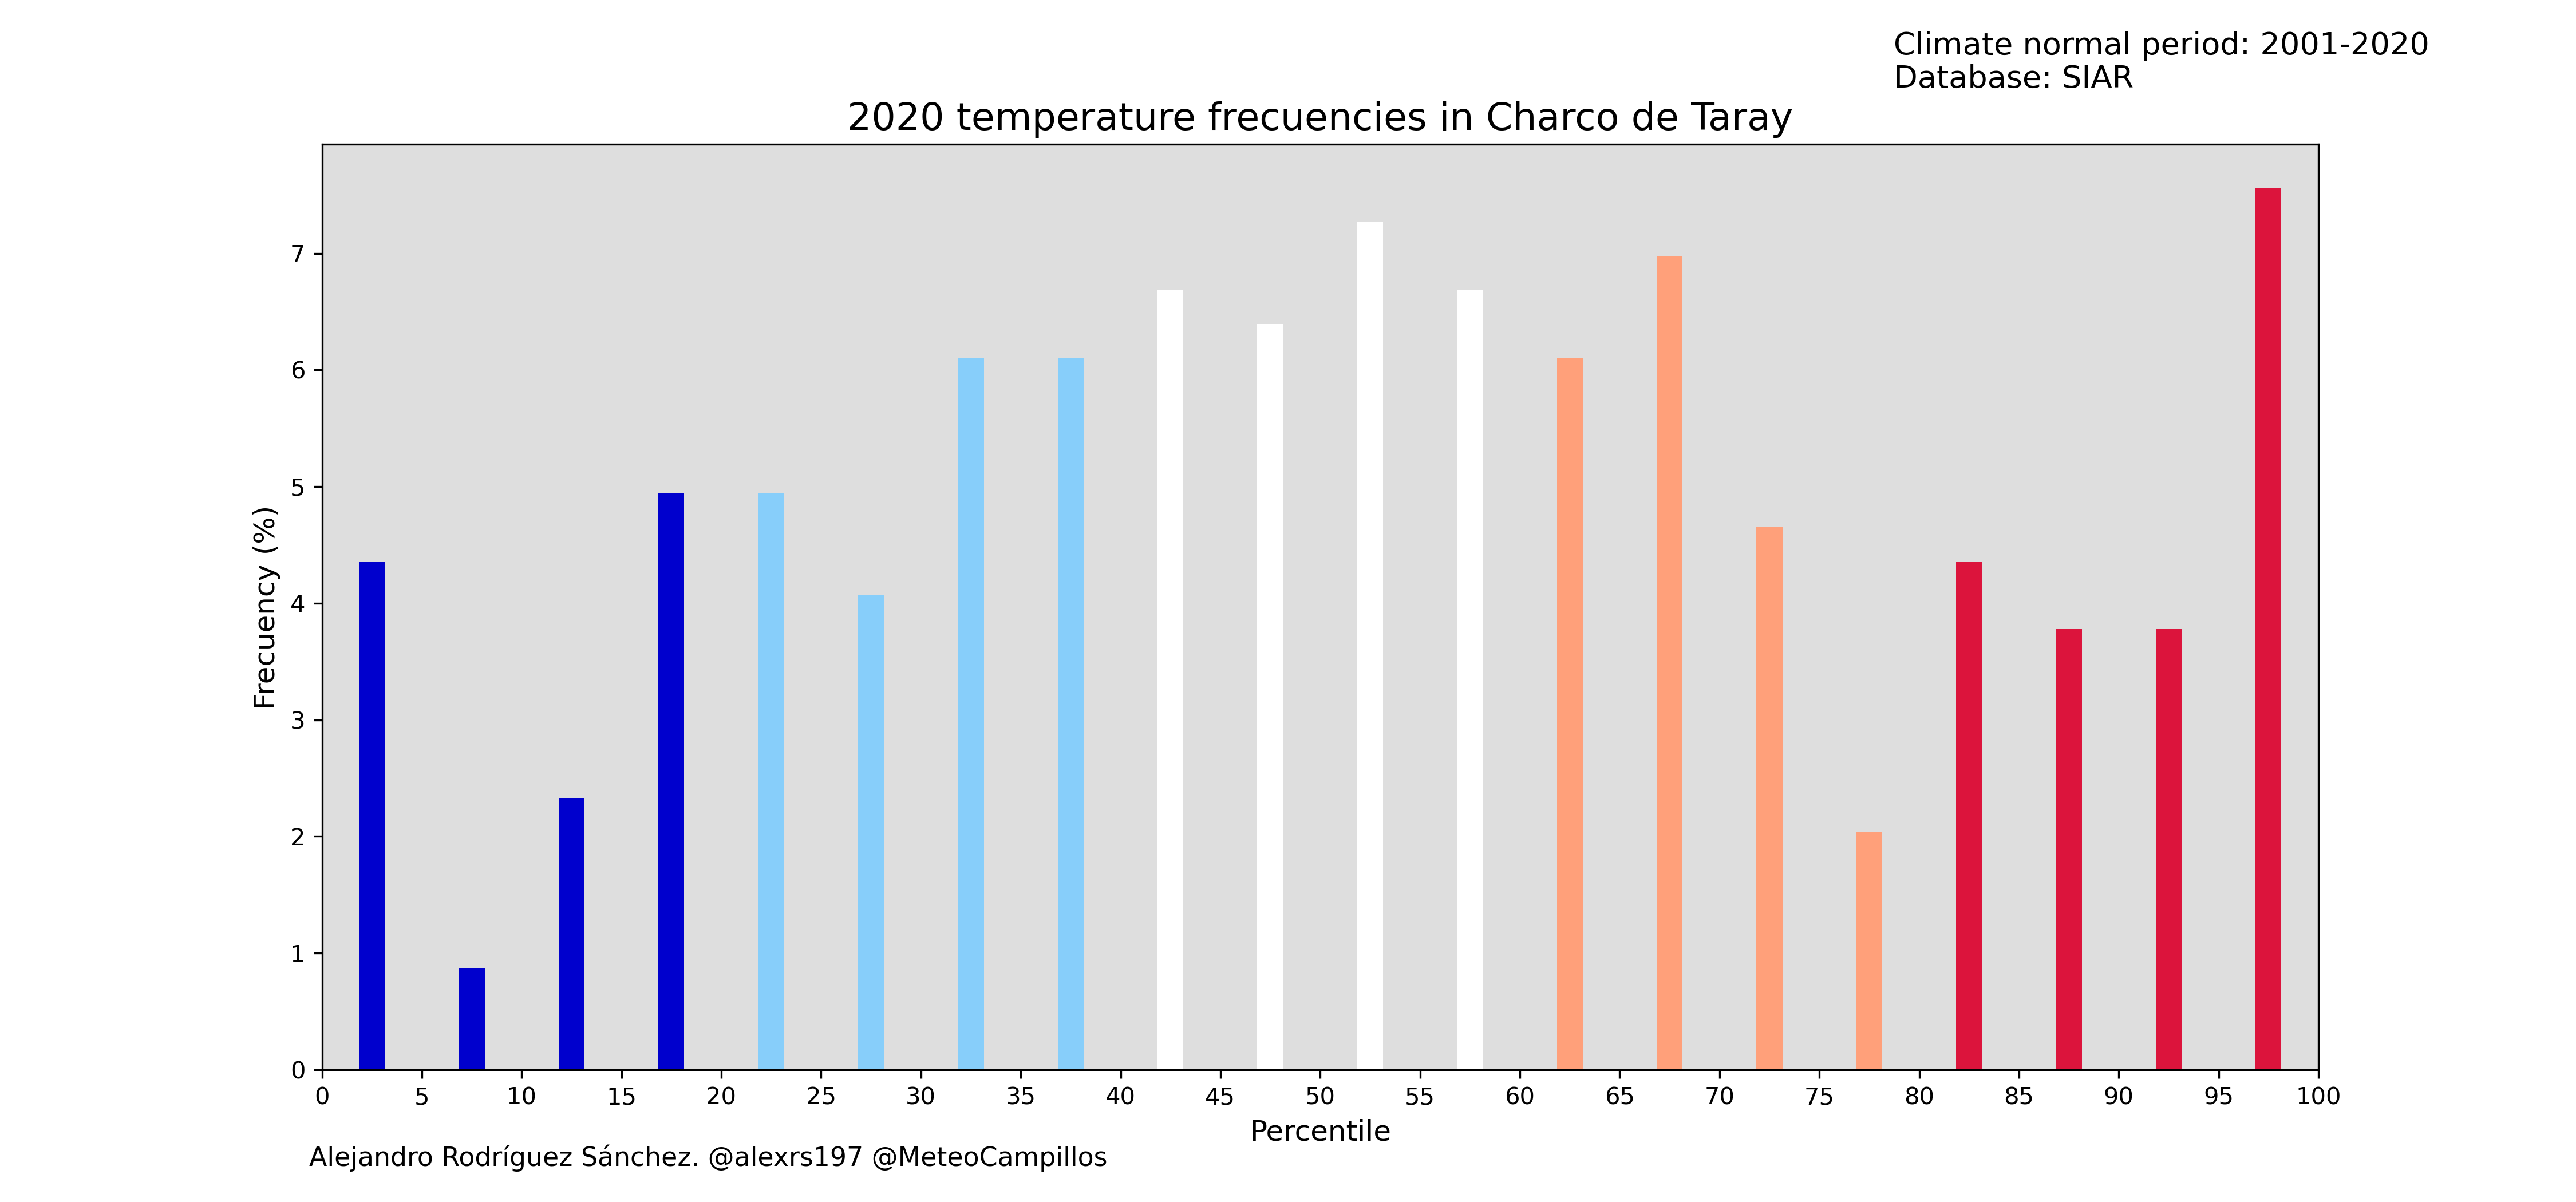 Climate normal period: 2001-2020
Database: SIAR
2020 temperature frecuencies in Charco de Taray
7
6
5
4
3
2
1
0
Frecuency (%)
0 5 10 15 20 25 30 35 40 45 50 55 60 65 70 75 80 85 90 95 100
Percentile
Alejandro Rodríguez Sánchez. @alexrs197 @MeteoCampillos